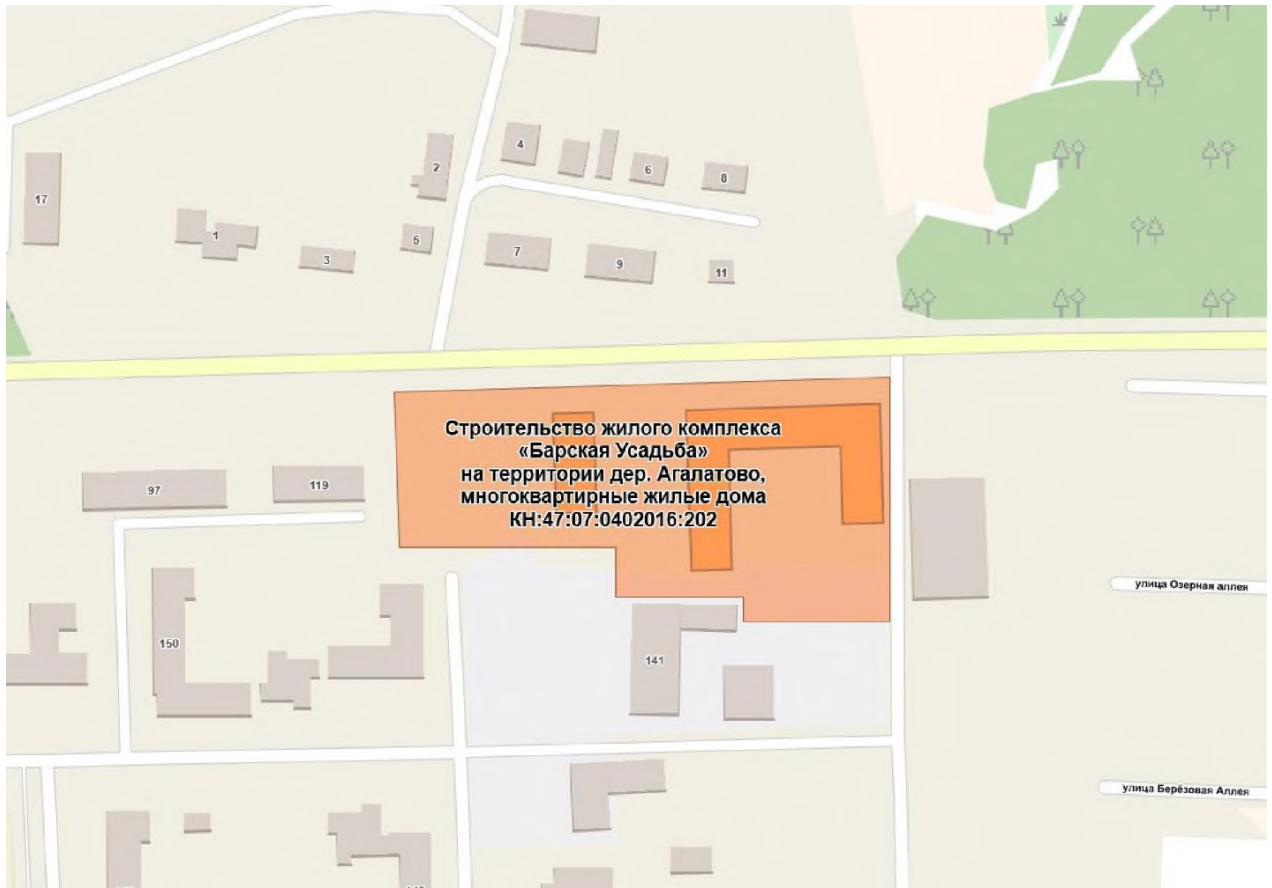 4
2
6
8
17
1
5
3
7
9
11
Строительство жилого комплекса
«Барская Усадьба»
на территории дер. Агалатово,
многоквартирные жилые дома
КН:47:07:0402016:202
97
119
улица Озерная аллея
150
141
улица Берёзовая Аллея